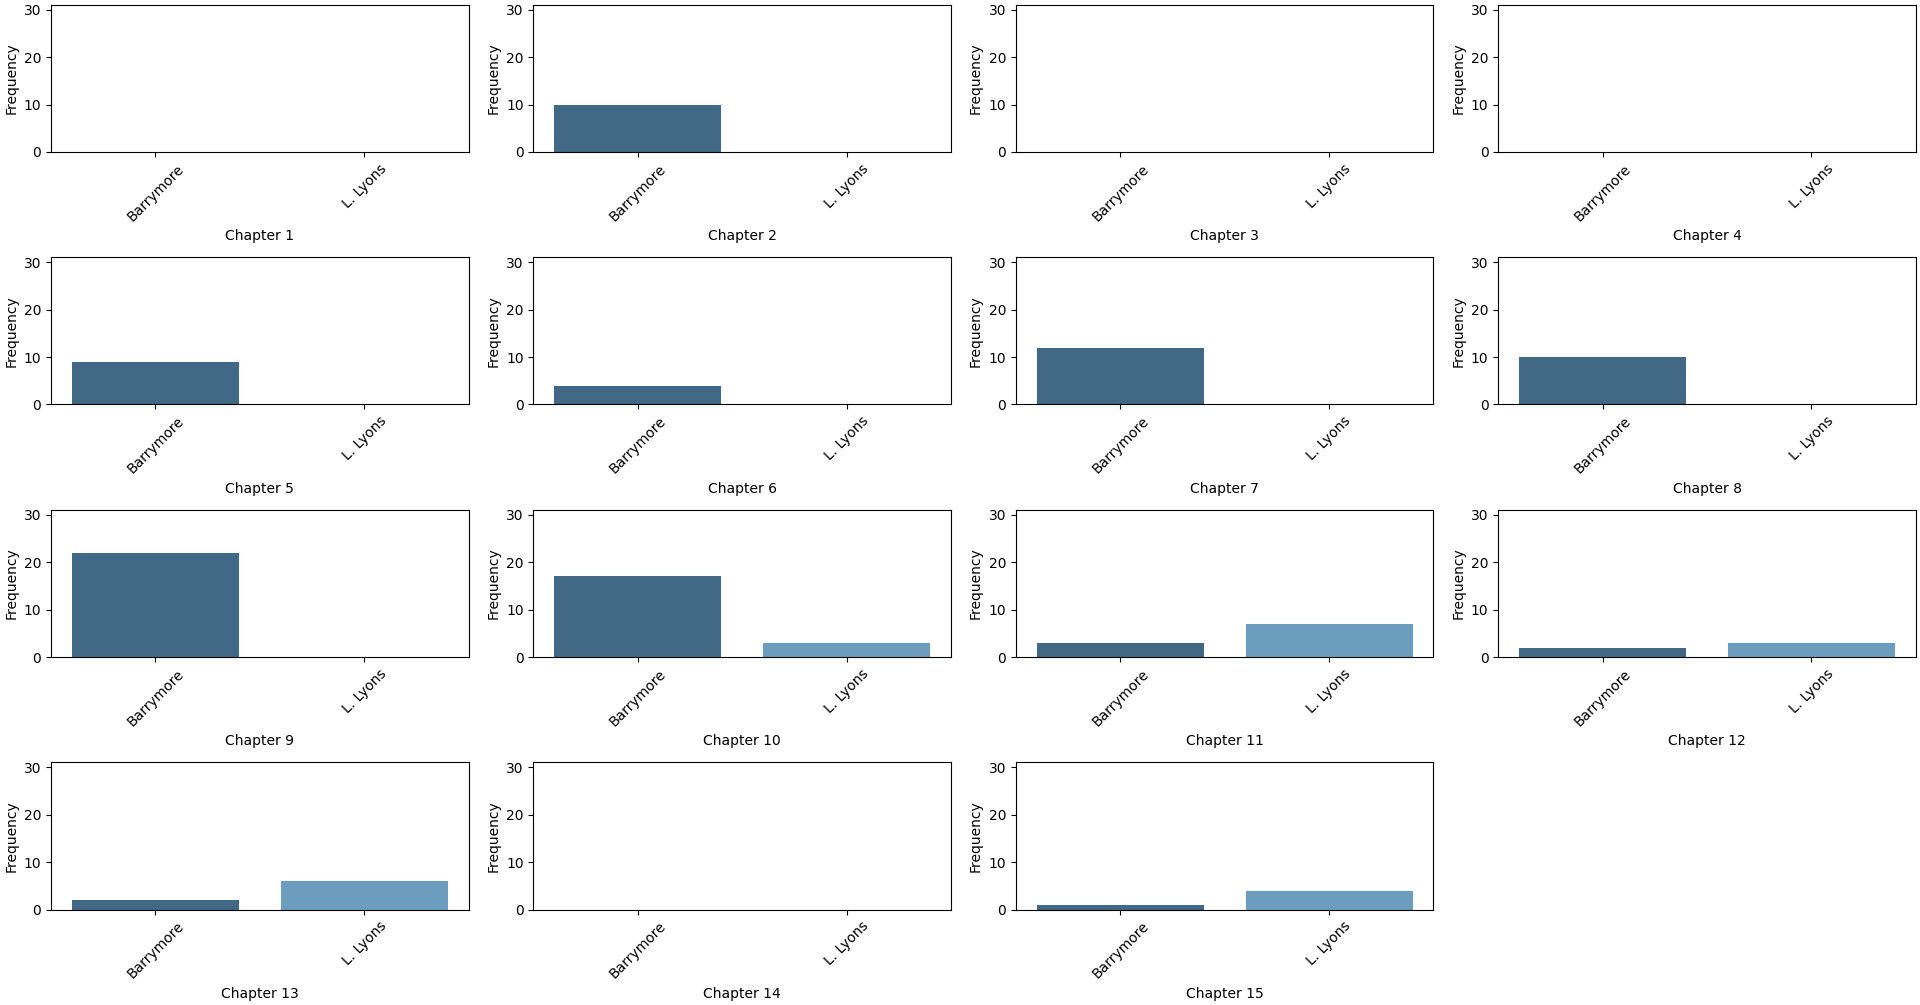 Frequency
30
20
10
0
Barrymore
L. Lyons
Chapter 1
Frequency
30
20
10
0
Barrymore
L. Lyons
Chapter 2
Frequency
30
20
10
0
Barrymore
L. Lyons
Chapter 3
Frequency
30
20
10
0
Barrymore
L. Lyons
Chapter 4
Frequency
30
20
10
0
Barrymore
L. Lyons
Chapter 5
Frequency
30
20
10
0
Barrymore
L. Lyons
Chapter 6
Frequency
30
20
10
0
Barrymore
L. Lyons
Chapter 7
Frequency
30
20
10
0
Barrymore
L. Lyons
Chapter 8
Frequency
30
20
10
0
Barrymore
L. Lyons
Chapter 9
Frequency
30
20
10
0
Barrymore
L. Lyons
Chapter 10
Frequency
30
20
10
0
Barrymore
L. Lyons
Chapter 11
Frequency
30
20
10
0
Barrymore
L. Lyons
Chapter 12
Frequency
30
20
10
0
Barrymore
L. Lyons
Chapter 13
Frequency
30
20
10
0
Barrymore
L. Lyons
Chapter 14
Frequency
30
20
10
0
Barrymore
L. Lyons
Chapter 15